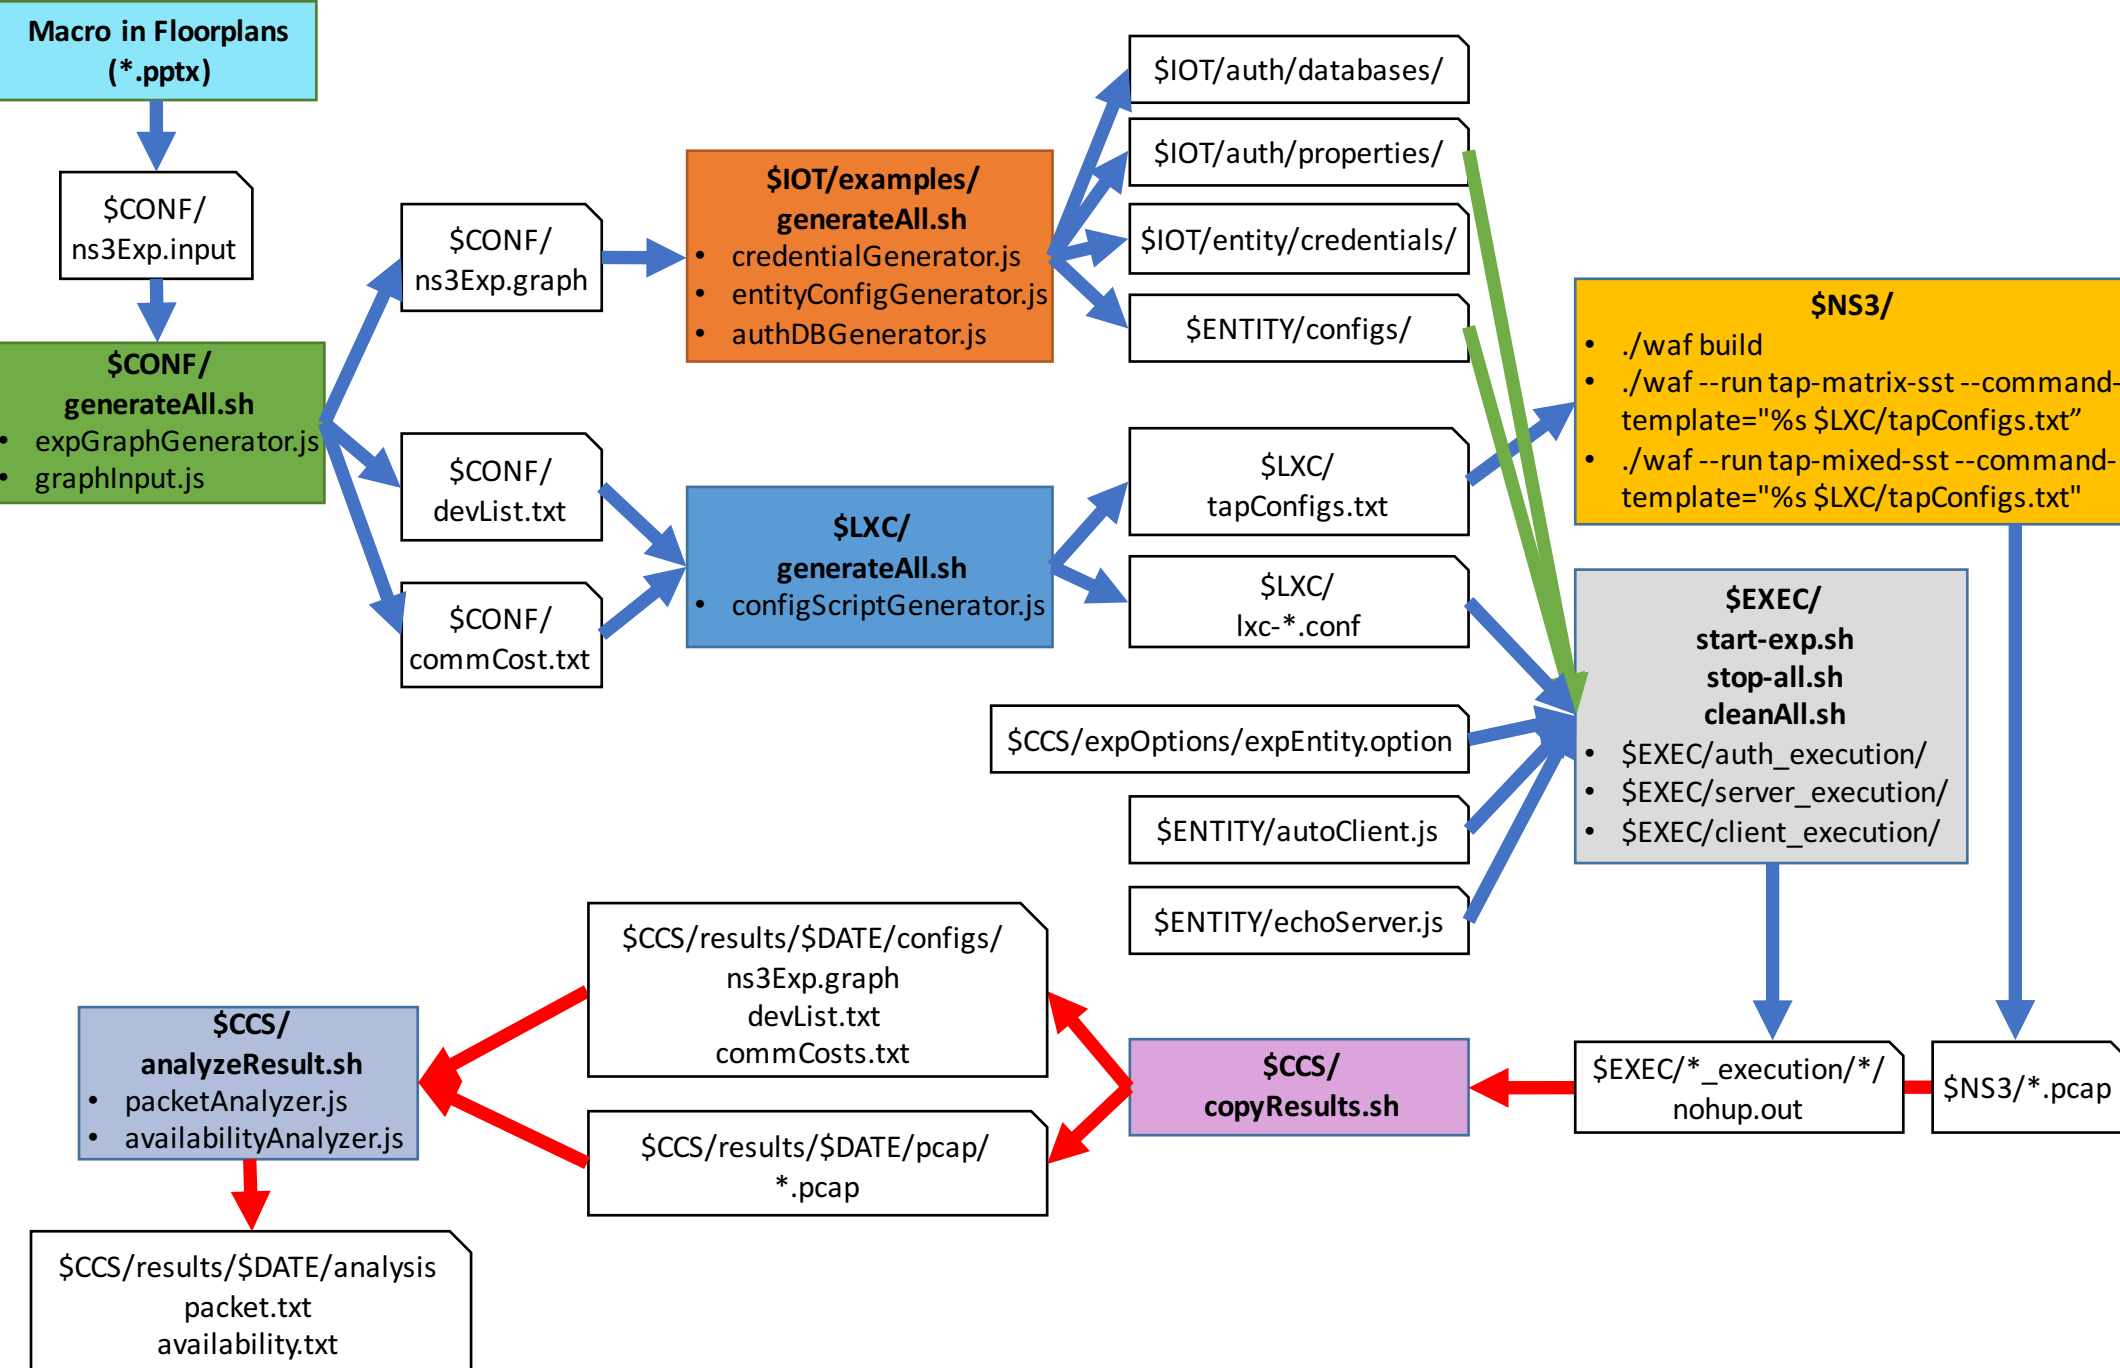 Macro in Floorplans
(*.pptx)
$CONF/
ns3Exp.input
$CONF/
generateAll.sh
• expGraphGenerator.js
• graphInput.js
$CONF/
ns3Exp.graph
$CONF/
devList.txt
$CONF/
commCost.txt
$IOT/examples/
generateAll.sh
• credentialGenerator.js
• entityConfigGenerator.js
• authDBGenerator.js
$LXC/
generateAll.sh
• configScriptGenerator.js
$IOT/auth/databases/
$IOT/auth/properties/
$IOT/entity/credentials/
$ENTITY/configs/
$LXC/
tapConfigs.txt
$LXC/
lxc-*.conf
$CCS/expOptions/expEntity.option
$ENTITY/autoClient.js
$ENTITY/echoServer.js
$NS3/
• ./waf build
• ./waf --run tap-matrix-sst --command-
template="%s $LXC/tapConfigs.txt”
• ./waf --run tap-mixed-sst --command-
template="%s $LXC/tapConfigs.txt"
$EXEC/
start-exp.sh
stop-all.sh
cleanAll.sh
• $EXEC/auth_execution/
• $EXEC/server_execution/
• $EXEC/client_execution/
$EXEC/*_execution/*/
nohup.out
$NS3/*.pcap
$CCS/
copyResults.sh
$CCS/results/$DATE/configs/
ns3Exp.graph
devList.txt
commCosts.txt
$CCS/results/$DATE/pcap/
*.pcap
$CCS/
analyzeResult.sh
• packetAnalyzer.js
• availabilityAnalyzer.js
$CCS/results/$DATE/analysis
packet.txt
availability.txt